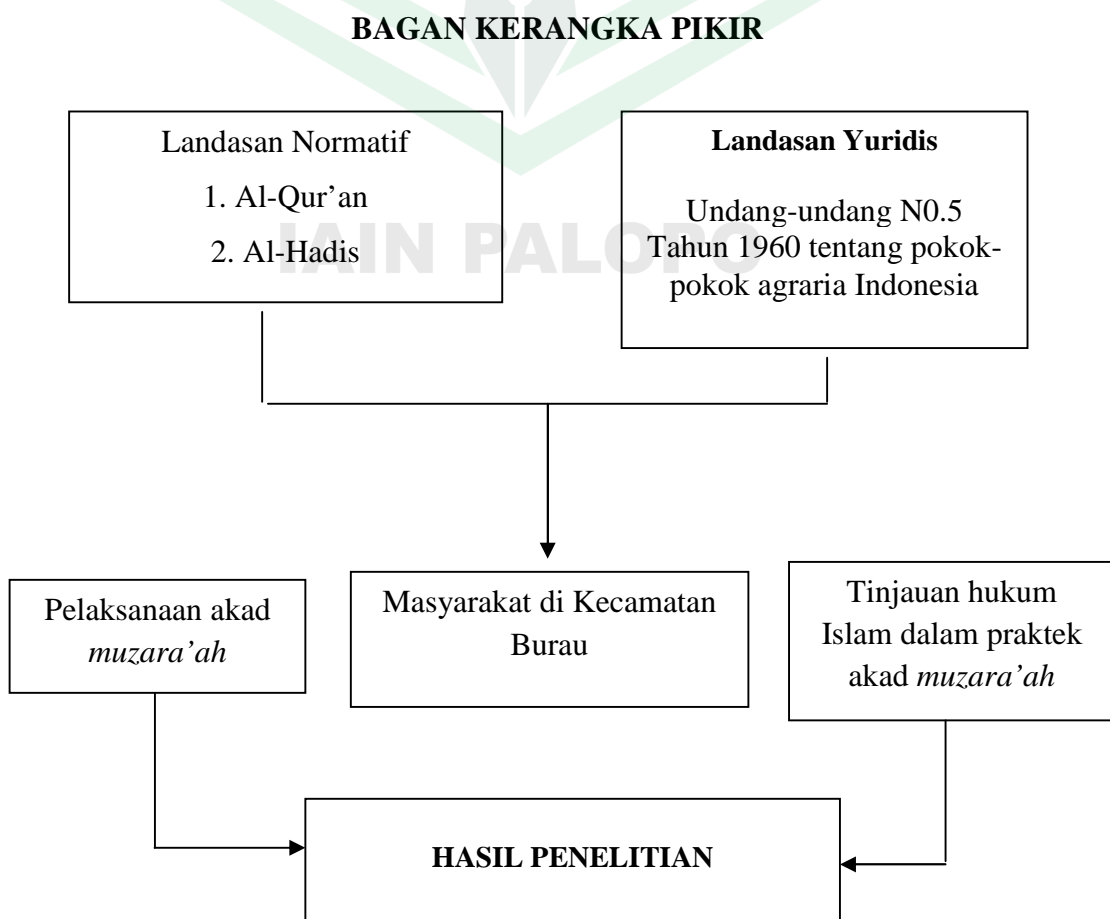 BAGAN KERANGKA PIKIR
Landasan Normatif
1. Al-Qur’an
2. Al-Hadis
Landasan Yuridis
Undang-undang N0.5
Tahun 1960 tentang pokok-
pokok agraria Indonesia
IAIN PALOPO
Pelaksanaan akad
muzara’ah
Masyarakat di Kecamatan
Burau
Tinjauan hukum
Islam dalam praktek
akad muzara’ah
HASIL PENELITIAN